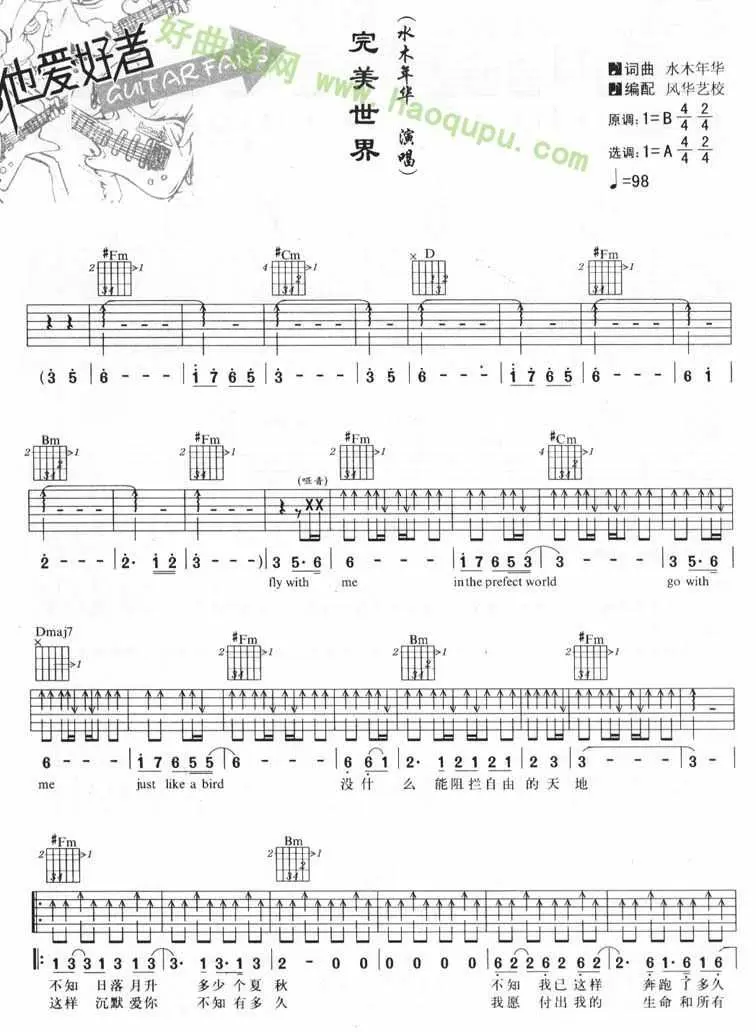 他爱好者
GUITAR FANS
好曲谱网
www.haoqupu.com
完美世界
(水木年华 演唱)
词曲 水木年华
编配 风华艺校
原调:1=B 4/4 2/4
选调:1=A 4/4 2/4
♩=98
#Fm #Cm D #Fm
(3 5 | 6 - - - | 1 7 6 5 | 3 - - - | 3 5 | 6 - - - | 1 7 6 5 | 6 - - - | 6 1 |
Bm #Fm (哑音) #Fm #Cm
2 - - - | 2· 1 2 | 3 - - - ) | 3 5· 6 | 6 - - - | 1 7 6 5 3 | 3 - - - | 3 5· 6 |
fly with me in the prefect world go with
Dmaj7 #Fm Bm #Fm
6 - - - | 1 7 6 5 5 | 6 - - - | 6 6 1 | 2· 1 2 1 2 1 | 2 3 2 | 3 - - - | 3 - |
me just like a bird 没什么能阻拦自由的天地
#Fm Bm
1 3 3 1 3 1 3 | 3· 3 1 3· 1 3 | 2 - 0 0 | 0 0 0 0 | 6 2 2 6 2 6 2 | 2· 6 1 6 1 6 |
不知 日落月升 多少个夏秋 不知 我已这样 奔跑了多久
这样 沉默爱你 不知有多久 我愿 付出我的 生命和所有